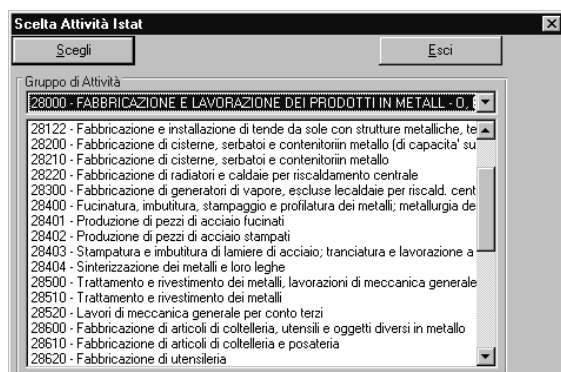 Scelta Attività Istat
Scegli
Esci
Gruppo di Attività
28000 - FABBRICAZIONE E LAVORAZIONE DEI PRODOTTI IN METALL - O, E
28122 - Fabbricazione e installazione di tende da sole con strutture metalliche, te
28200 - Fabbricazione di cisterne, serbatoi e contenitoriin metallo (di capacita' su
28210 - Fabbricazione di cisterne, serbatoi e contenitoriin metallo
28220 - Fabbricazione di radiatori e caldaie per riscaldamento centrale
28300 - Fabbricazione di generatori di vapore, escluse lecaldaie per riscald. cent
28400 - Fucinatura, imbutitura, stampaggio e profilatura dei metalli; metallurgia de
28401 - Produzione di pezzi di acciaio fucinati
28402 - Produzione di pezzi di acciaio stampati
28403 - Stampatura e imbutitura di lamiere di acciaio; tranciatura e lavorazione a
28404 - Sinterizzazione dei metalli e loro leghe
28500 - Trattamento e rivestimento dei metalli, lavorazioni di meccanica generale
28510 - Trattamento e rivestimento dei metalli
28520 - Lavori di meccanica generale per conto terzi
28600 - Fabbricazione di articoli di coltelleria, utensili e oggetti diversi in metallo
28610 - Fabbricazione di articoli di coltelleria e posateria
28620 - Fabbricazione di utensileria